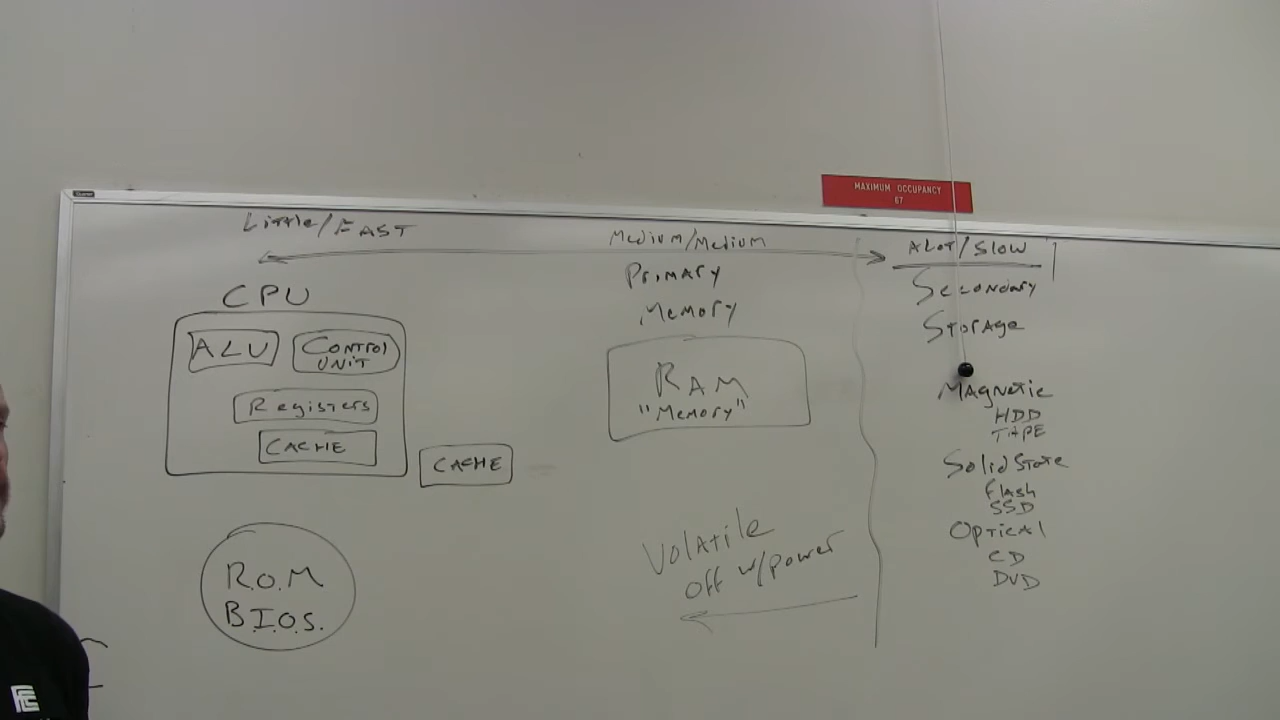 MAXIMUM OCCUPANCY
67
Little/FAST
Medium/Medium
ALOT/SLOW
CPU
Primary
Memory
Secondary
Storage
ALU
CONTROL
UNIT
Registers
CACHE
CACHE
RAM
"Memory"
Magnetic
HDD
TAPE
Solid State
Flash
SSD
Optical
CD
DVD
Volatile
off w/power
R.O.M
B.I.O.S.